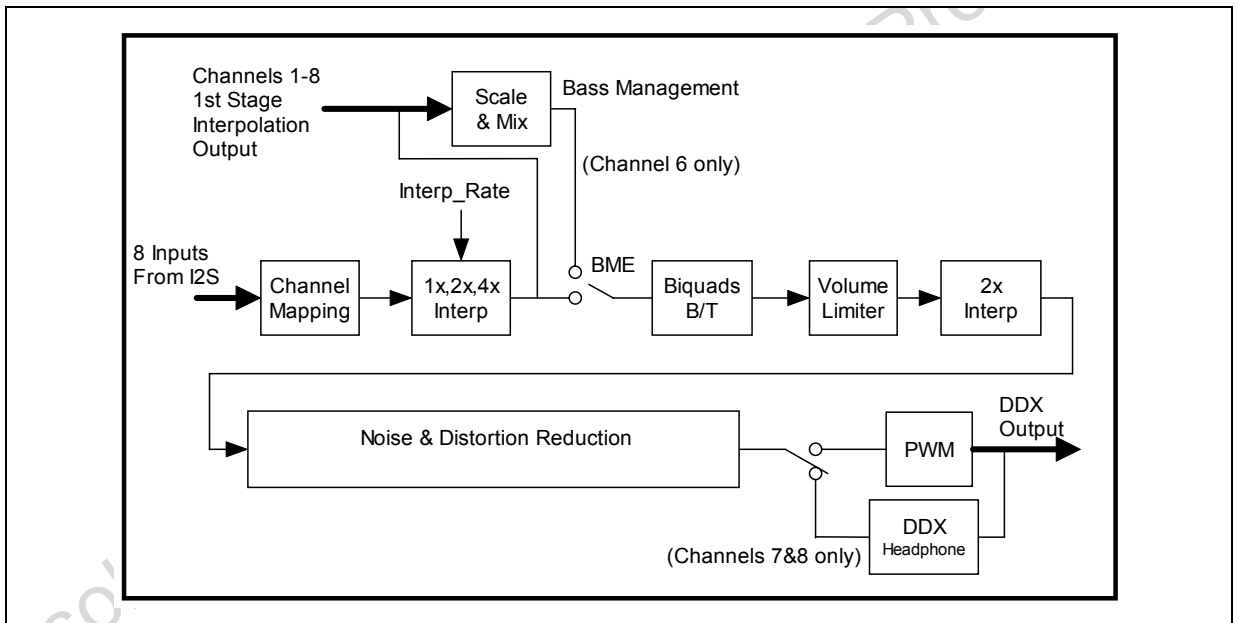 Channels 1-8
1st Stage
Interpolation
Output
Scale
& Mix
Bass Management
(Channel 6 only)
Interp_Rate
8 Inputs
From I2S
Channel
Mapping
1x,2x,4x
Interp
BME
Biquads
B/T
Volume
Limiter
2x
Interp
Noise & Distortion Reduction
PWM
DDX
Output
DDX
Headphone
(Channels 7&8 only)